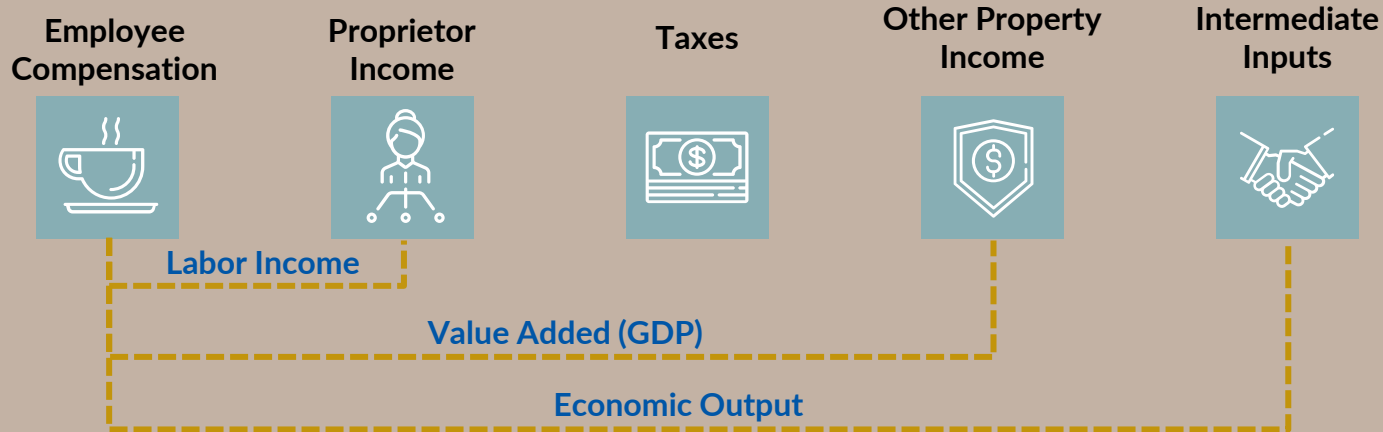 Employee
Compensation
Proprietor
Income
Taxes
Other Property
Income
Intermediate
Inputs
$
$
Labor Income
Value Added (GDP)
Economic Output